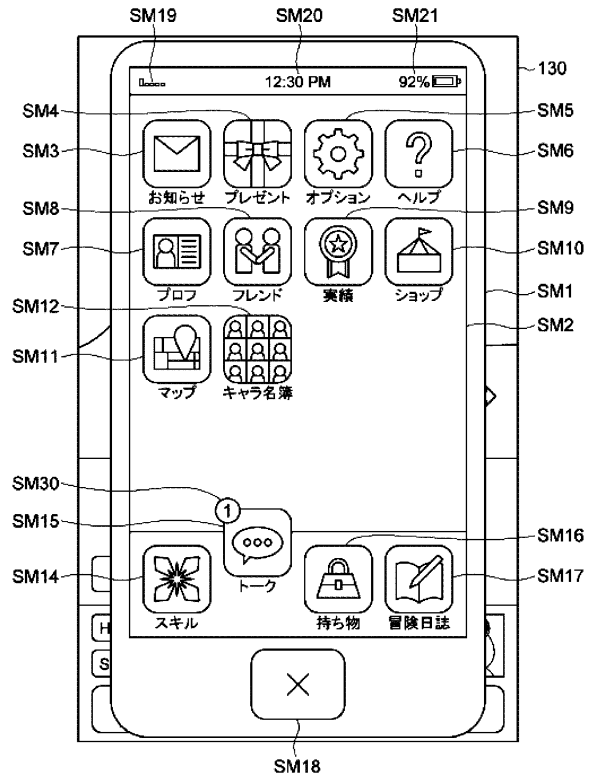 SM19 SM20 SM21
130
12:30 PM 92%
SM4 SM5
SM3 SM6
お知らせ プレゼント オプション ヘルプ
SM8 SM9
SM7 SM10
プロフ フレンド 実績 ショップ
SM12 SM1
SM2
SM11
マップ キャラ名簿
SM30
1
SM15 SM16
SM14 SM17
トーク
スキル 持ち物 冒険日誌
H
S
SM18